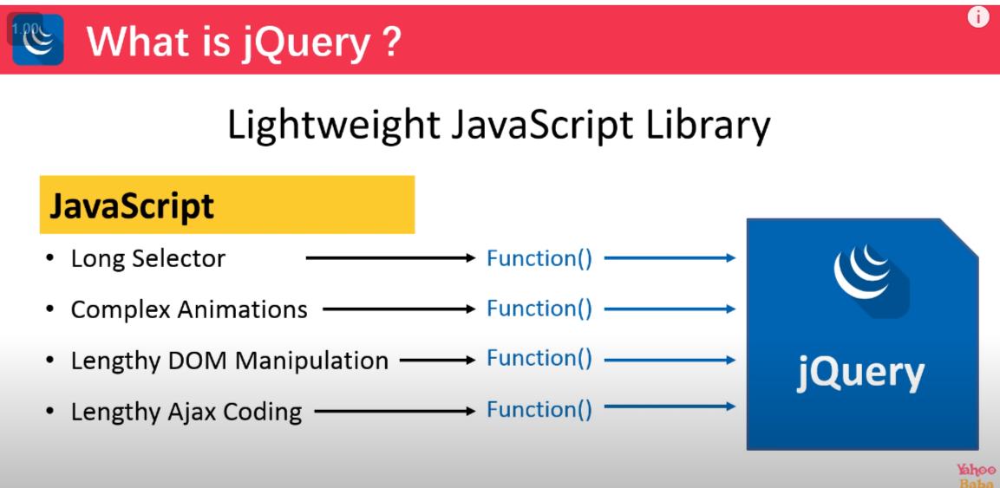 1.00
What is jQuery ?
i
Lightweight JavaScript Library
JavaScript
• Long Selector Function()
• Complex Animations Function()
• Lengthy DOM Manipulation Function()
• Lengthy Ajax Coding Function()
jQuery
Yahoo
Baba